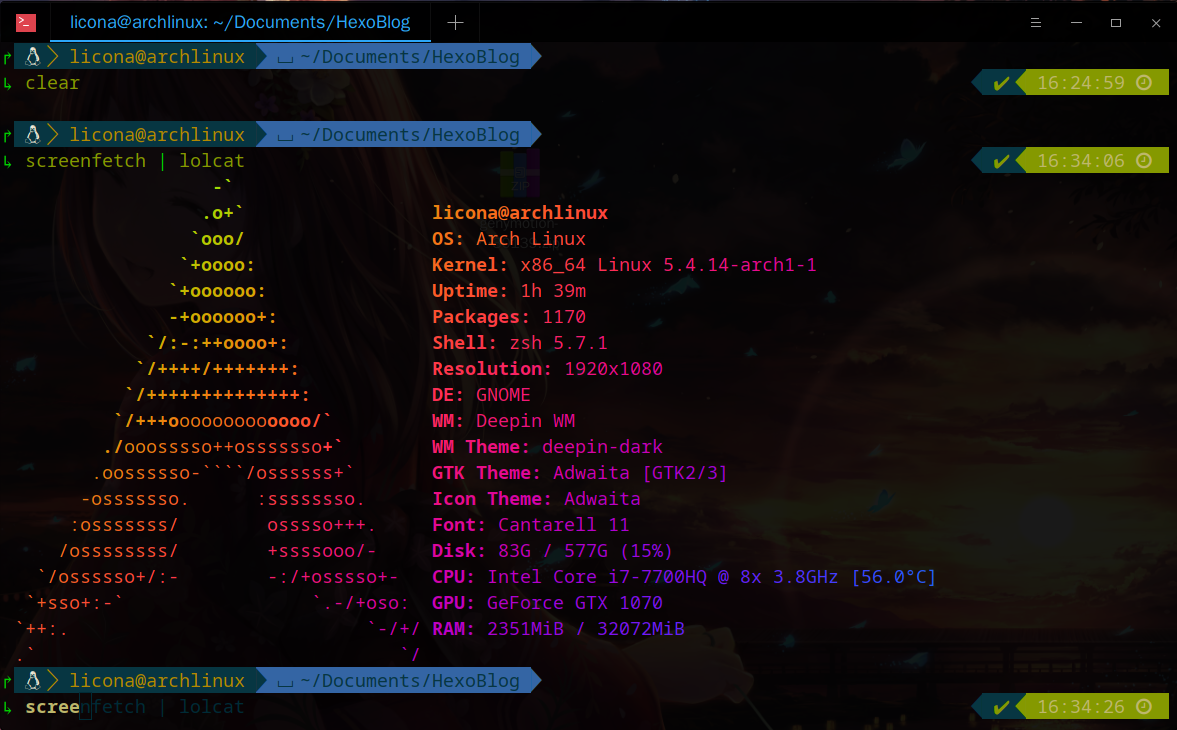 licona@archlinux: ~/Documents/HexoBlog
licona@archlinux ~/Documents/HexoBlog
clear ✔ 16:24:59
licona@archlinux ~/Documents/HexoBlog
screenfetch | lolcat ✔ 16:34:06
ZIP
-`
.o+` licona@archlinux
`ooo/ OS: Arch Linux
`+oooo: Kernel: x86_64 Linux 5.4.14-arch1-1
`+oooooo: Uptime: 1h 39m
-+oooooo+: Packages: 1170
`/:-:++oooo+: Shell: zsh 5.7.1
`/++++/+++++++: Resolution: 1920x1080
`/++++++++++++++: DE: GNOME
`/+++ooooooooooooo/` WM: Deepin WM
./ooosssso++osssssso+` WM Theme: deepin-dark
.oossssso-````/ossssss+` GTK Theme: Adwaita [GTK2/3]
-osssssso. :ssssssso. Icon Theme: Adwaita
:osssssss/ osssso+++. Font: Cantarell 11
/ossssssss/ +ssssooo/- Disk: 83G / 577G (15%)
`/ossssso+/:- -:/+osssso+- CPU: Intel Core i7-7700HQ @ 8x 3.8GHz [56.0°C]
`+sso+:-` `.-/+oso: GPU: GeForce GTX 1070
`++:. `-/+/ RAM: 2351MiB / 32072MiB
.` `/
licona@archlinux ~/Documents/HexoBlog
screenfetch | lolcat ✔ 16:34:26